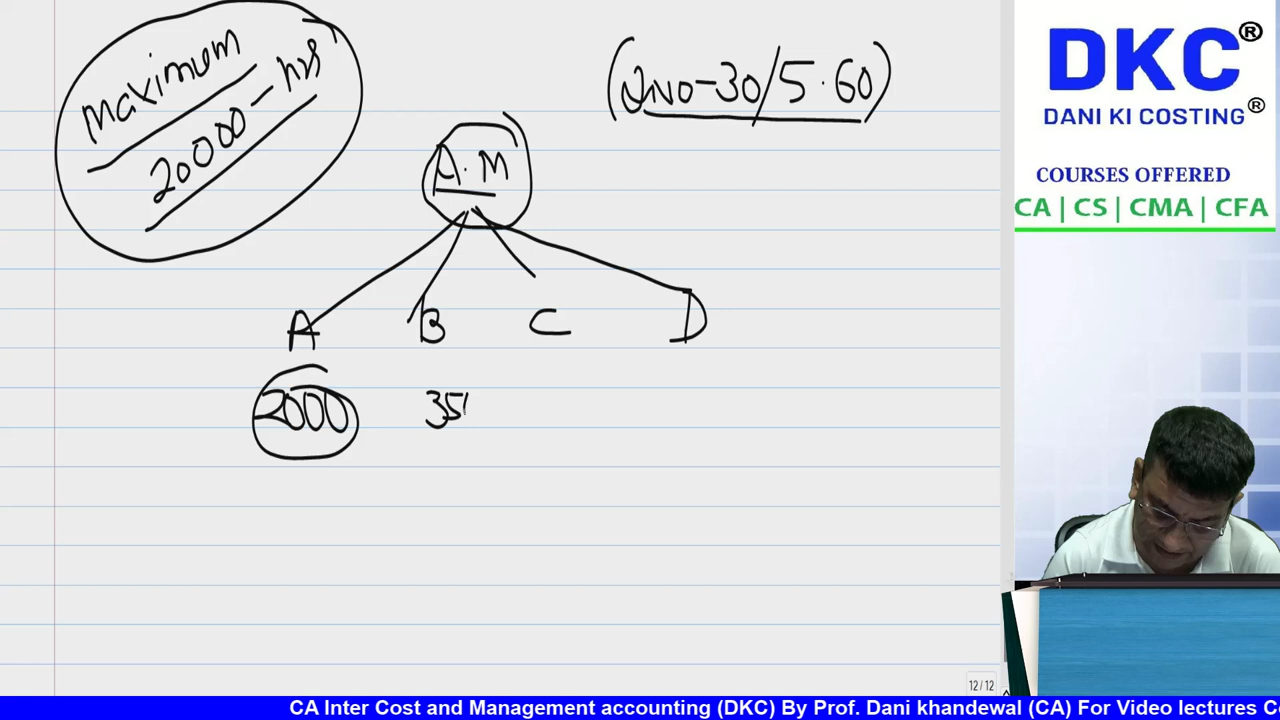 maximum
20000 - hrs
(QNO-30/5.60)
A.M
A B C D
2000 35
DKC®
DANI KI COSTING®
COURSES OFFERED
CA | CS | CMA | CFA
12/12
CA Inter Cost and Management accounting (DKC) By Prof. Dani khandewal (CA) For Video lectures C